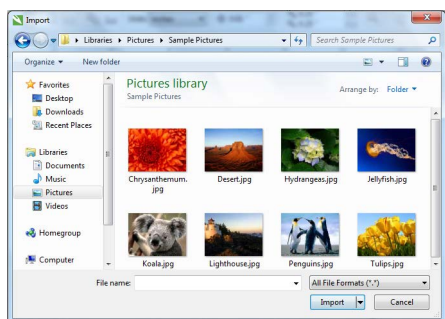 Import
Libraries ▸ Pictures ▸ Sample Pictures
Search Sample Pictures
Organize ▾ New folder
Favorites
Desktop
Downloads
Recent Places
Libraries
Documents
Music
Pictures
Videos
Homegroup
Computer
Pictures library
Sample Pictures
Arrange by: Folder ▾
Chrysanthemum.
jpg
Desert.jpg
Hydrangeas.jpg
Jellyfish.jpg
Koala.jpg
Lighthouse.jpg
Penguins.jpg
Tulips.jpg
File name:
All File Formats (*.*)
Import
Cancel